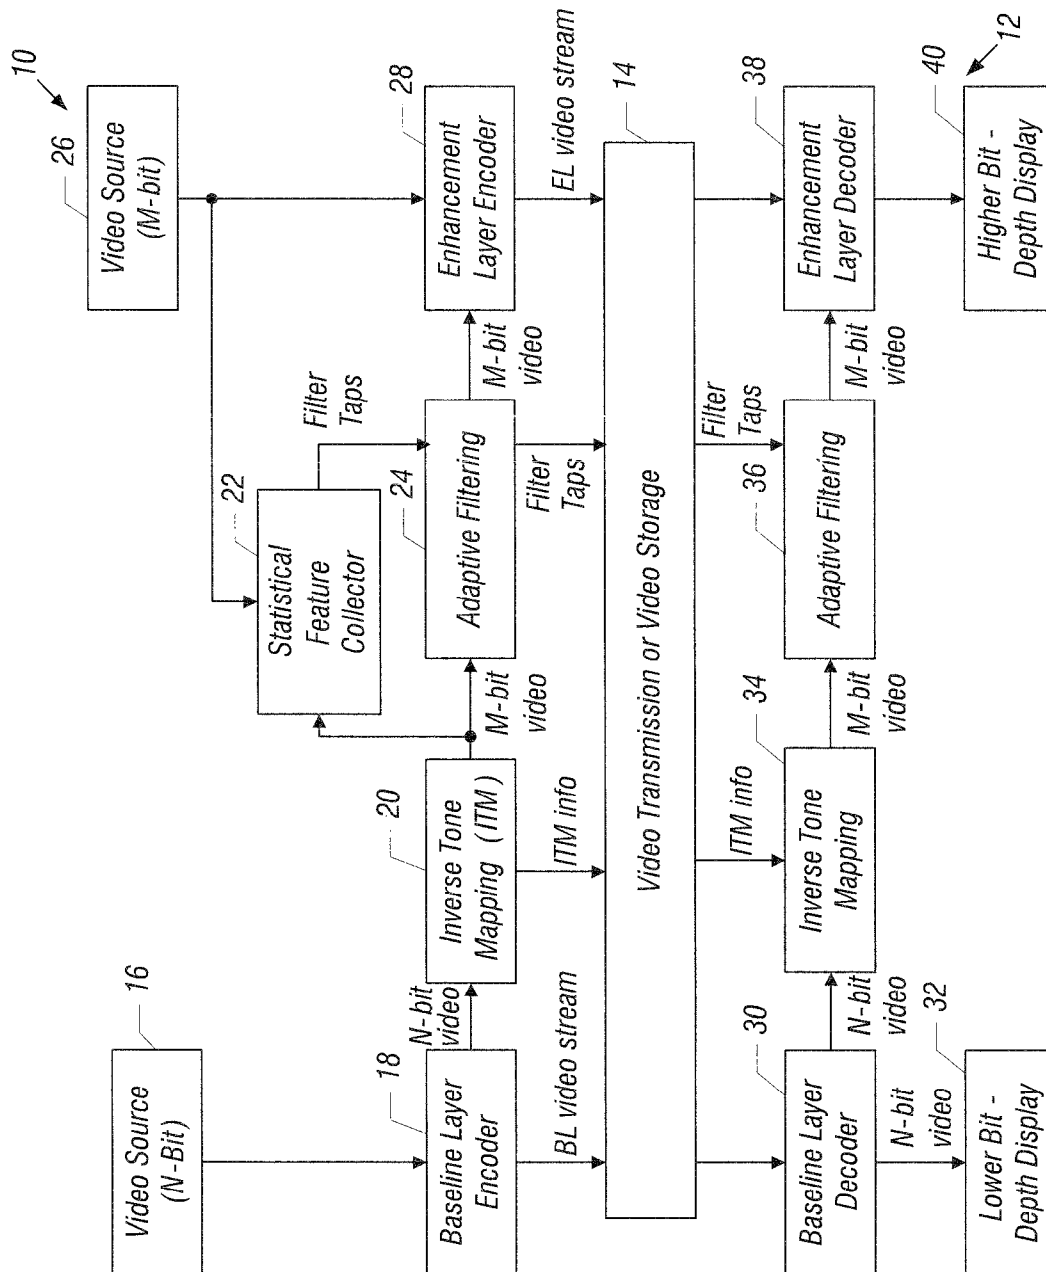 10
26
Video Source
(M-bit)
16
Video Source
(N-Bit)
22
Statistical
Feature
Collector
Filter
Taps
18
Baseline Layer
Encoder
N-bit
video
20
Inverse Tone
Mapping (ITM)
M-bit
video
24
Adaptive Filtering
M-bit
video
28
Enhancement
Layer Encoder
BL video stream
ITM info
Filter
Taps
EL video stream
14
Video Transmission or Video Storage
ITM info
Filter
Taps
30
Baseline Layer
Decoder
N-bit
video
34
Inverse Tone
Mapping
M-bit
video
36
Adaptive Filtering
M-bit
video
38
Enhancement
Layer Decoder
N-bit
video
32
Lower Bit -
Depth Display
40
Higher Bit -
Depth Display
12